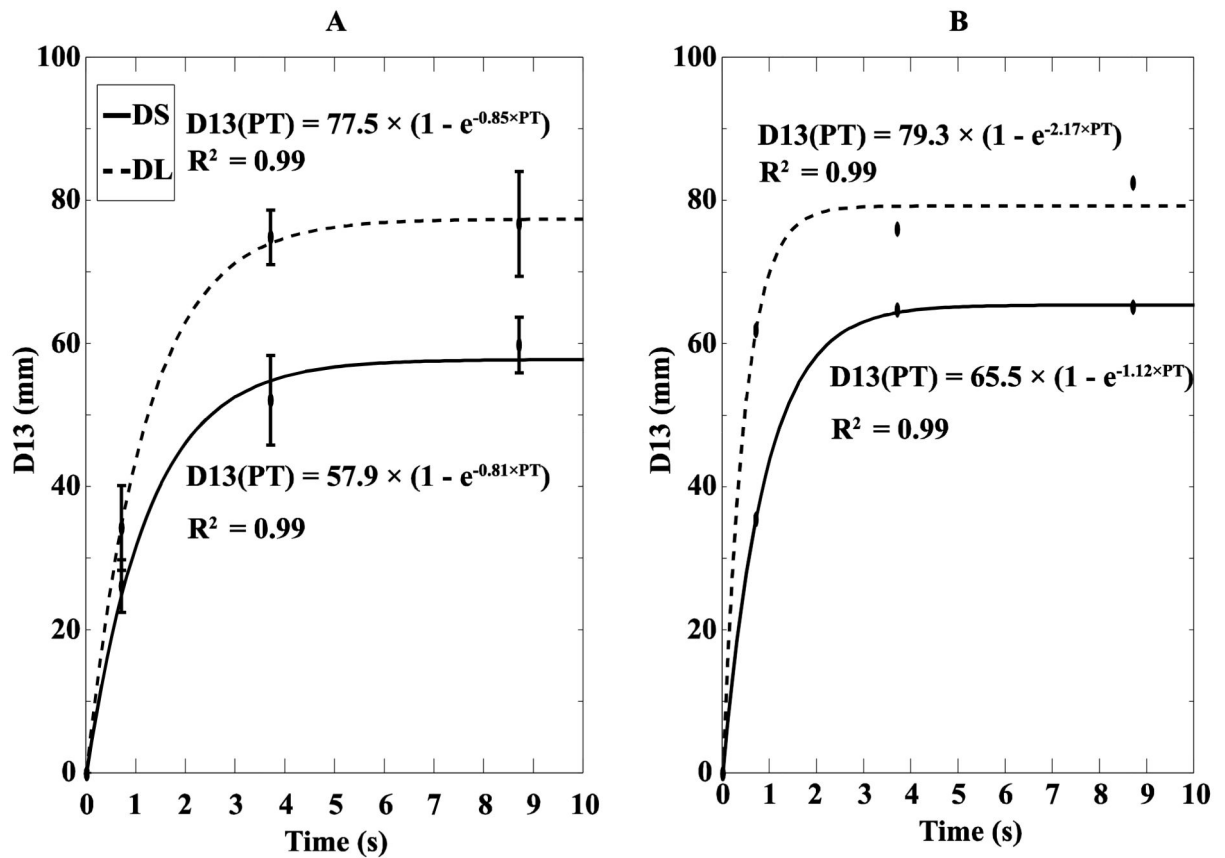 A
100
80
60
40
20
0
D13 (mm)
DS
DL
D13(PT) = 77.5 × (1 - e^-0.85×PT)
R² = 0.99
D13(PT) = 57.9 × (1 - e^-0.81×PT)
R² = 0.99
0 1 2 3 4 5 6 7 8 9 10
Time (s)
B
100
80
60
40
20
0
D13 (mm)
D13(PT) = 79.3 × (1 - e^-2.17×PT)
R² = 0.99
D13(PT) = 65.5 × (1 - e^-1.12×PT)
R² = 0.99
0 1 2 3 4 5 6 7 8 9 10
Time (s)